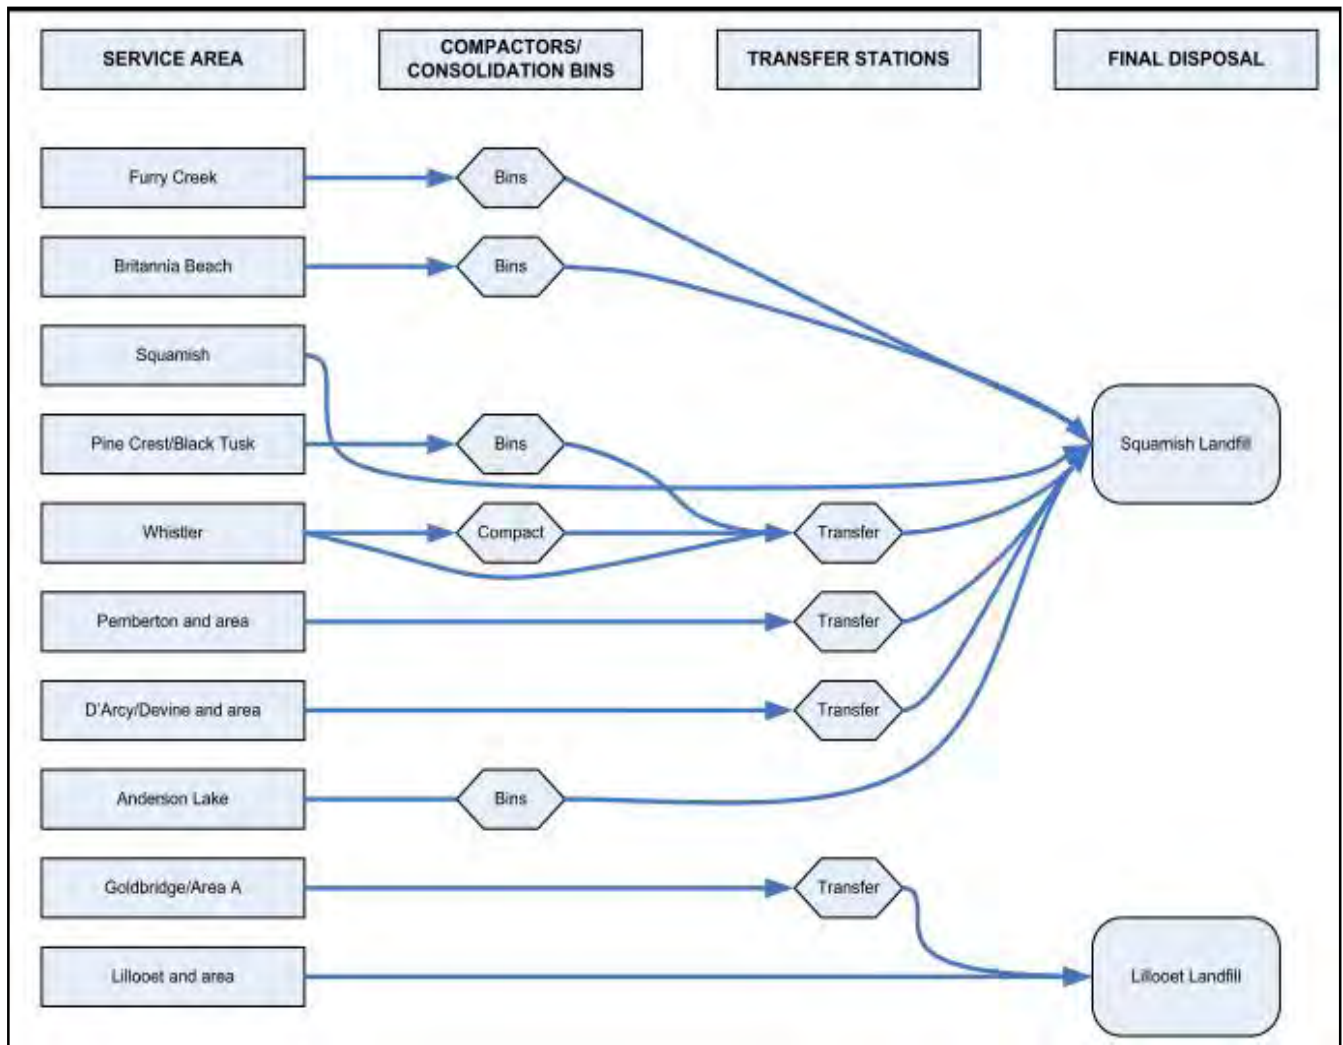 SERVICE AREA
COMPACTORS/
CONSOLIDATION BINS
TRANSFER STATIONS
FINAL DISPOSAL
Furry Creek
Bins
Britannia Beach
Bins
Squamish
Pine Crest/Black Tusk
Bins
Squamish Landfill
Whistler
Compact
Transfer
Pemberton and area
Transfer
D'Arcy/Devine and area
Transfer
Anderson Lake
Bins
Goldbridge/Area A
Transfer
Lillooet and area
Lillooet Landfill